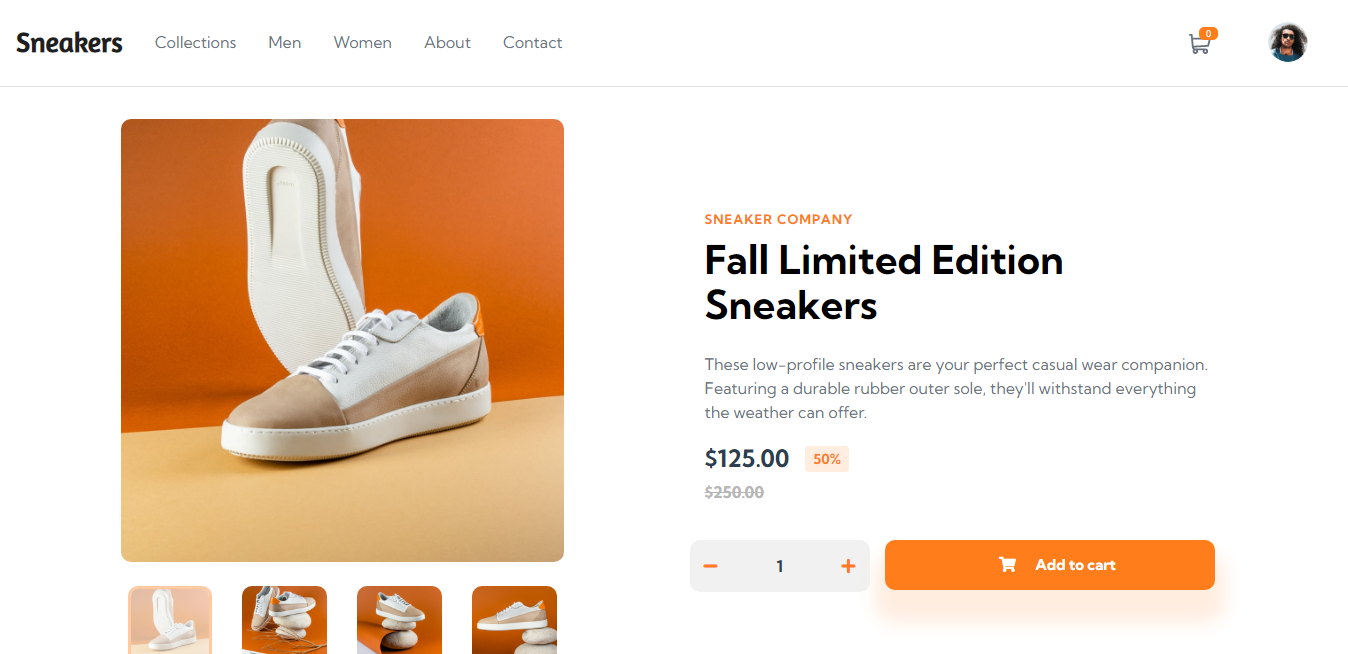 Sneakers
Collections
Men
Women
About
Contact
0
SNEAKER COMPANY
Fall Limited Edition
Sneakers
These low-profile sneakers are your perfect casual wear companion.
Featuring a durable rubber outer sole, they'll withstand everything
the weather can offer.
$125.00 50%
$250.00
1
Add to cart